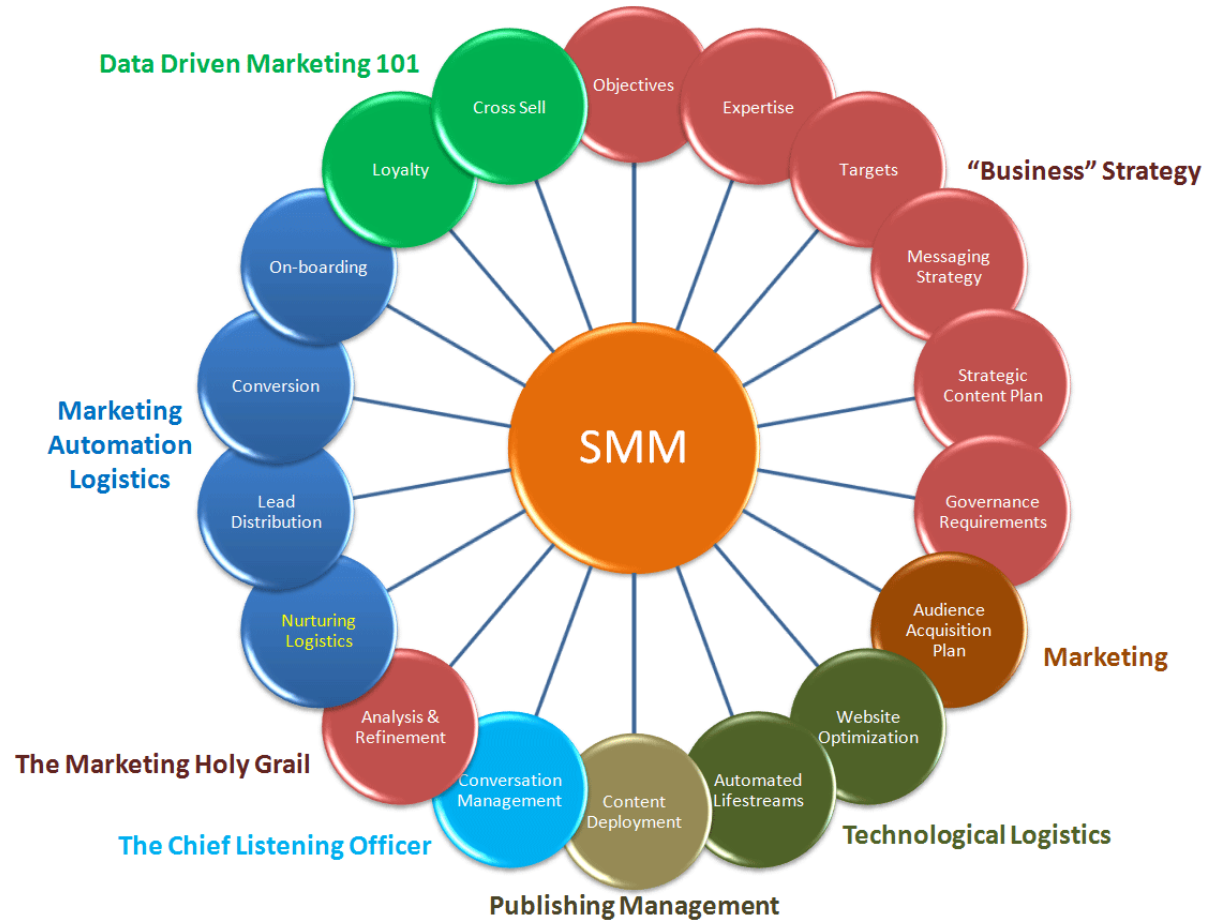 Data Driven Marketing 101
Cross Sell
Objectives
Expertise
Loyalty
Targets
"Business" Strategy
On-boarding
Messaging
Strategy
Conversion
Strategic
Content Plan
Marketing
Automation
Logistics
SMM
Lead
Distribution
Governance
Requirements
Nurturing
Logistics
Audience
Acquisition
Plan
Marketing
Analysis &
Refinement
Website
Optimization
The Marketing Holy Grail
Conversation
Management
Content
Deployment
Automated
Lifestreams
The Chief Listening Officer
Technological Logistics
Publishing Management